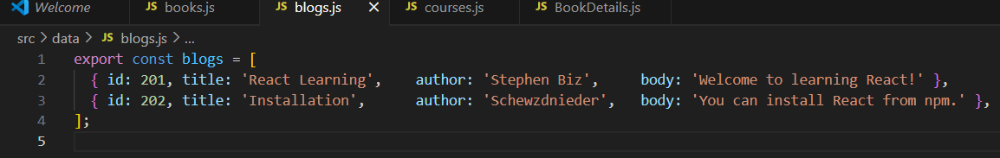 Welcome JS books.js JS blogs.js × JS courses.js JS BookDetails.js
src > data > JS blogs.js > ...
1 export const blogs = [
2 { id: 201, title: 'React Learning', author: 'Stephen Biz', body: 'Welcome to learning React!' },
3 { id: 202, title: 'Installation', author: 'Schewzdnieder', body: 'You can install React from npm.' },
4 ];
5